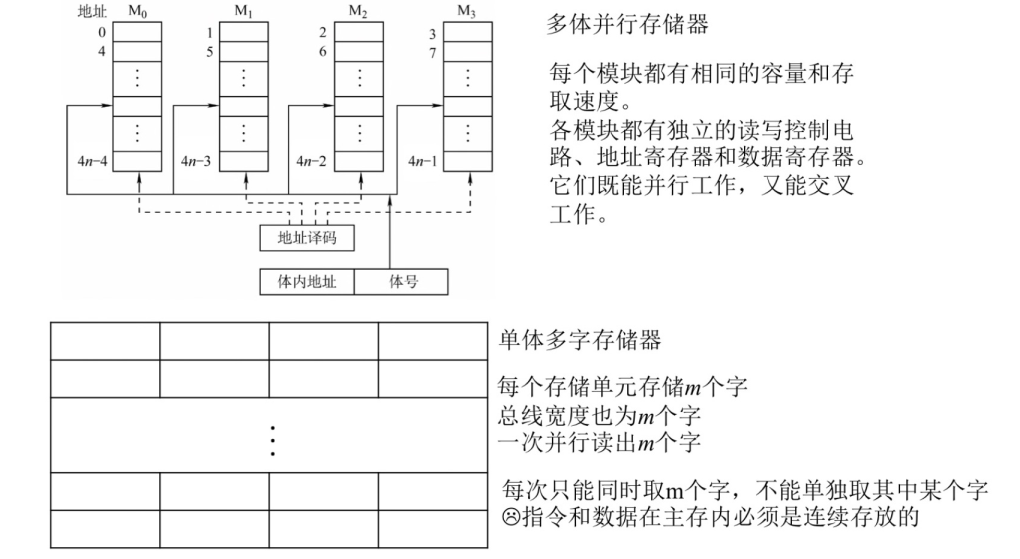 地址 M₀ M₁ M₂ M₃
0 1 2 3
4 5 6 7
4n−4 4n−3 4n−2 4n−1
地址译码
体内地址 体号
多体并行存储器
每个模块都有相同的容量和存
取速度。
各模块都有独立的读写控制电
路、地址寄存器和数据寄存器。
它们既能并行工作，又能交叉
工作。
单体多字存储器
每个存储单元存储m个字
总线宽度也为m个字
一次并行读出m个字
每次只能同时取m个字，不能单独取其中某个字
☹指令和数据在主存内必须是连续存放的